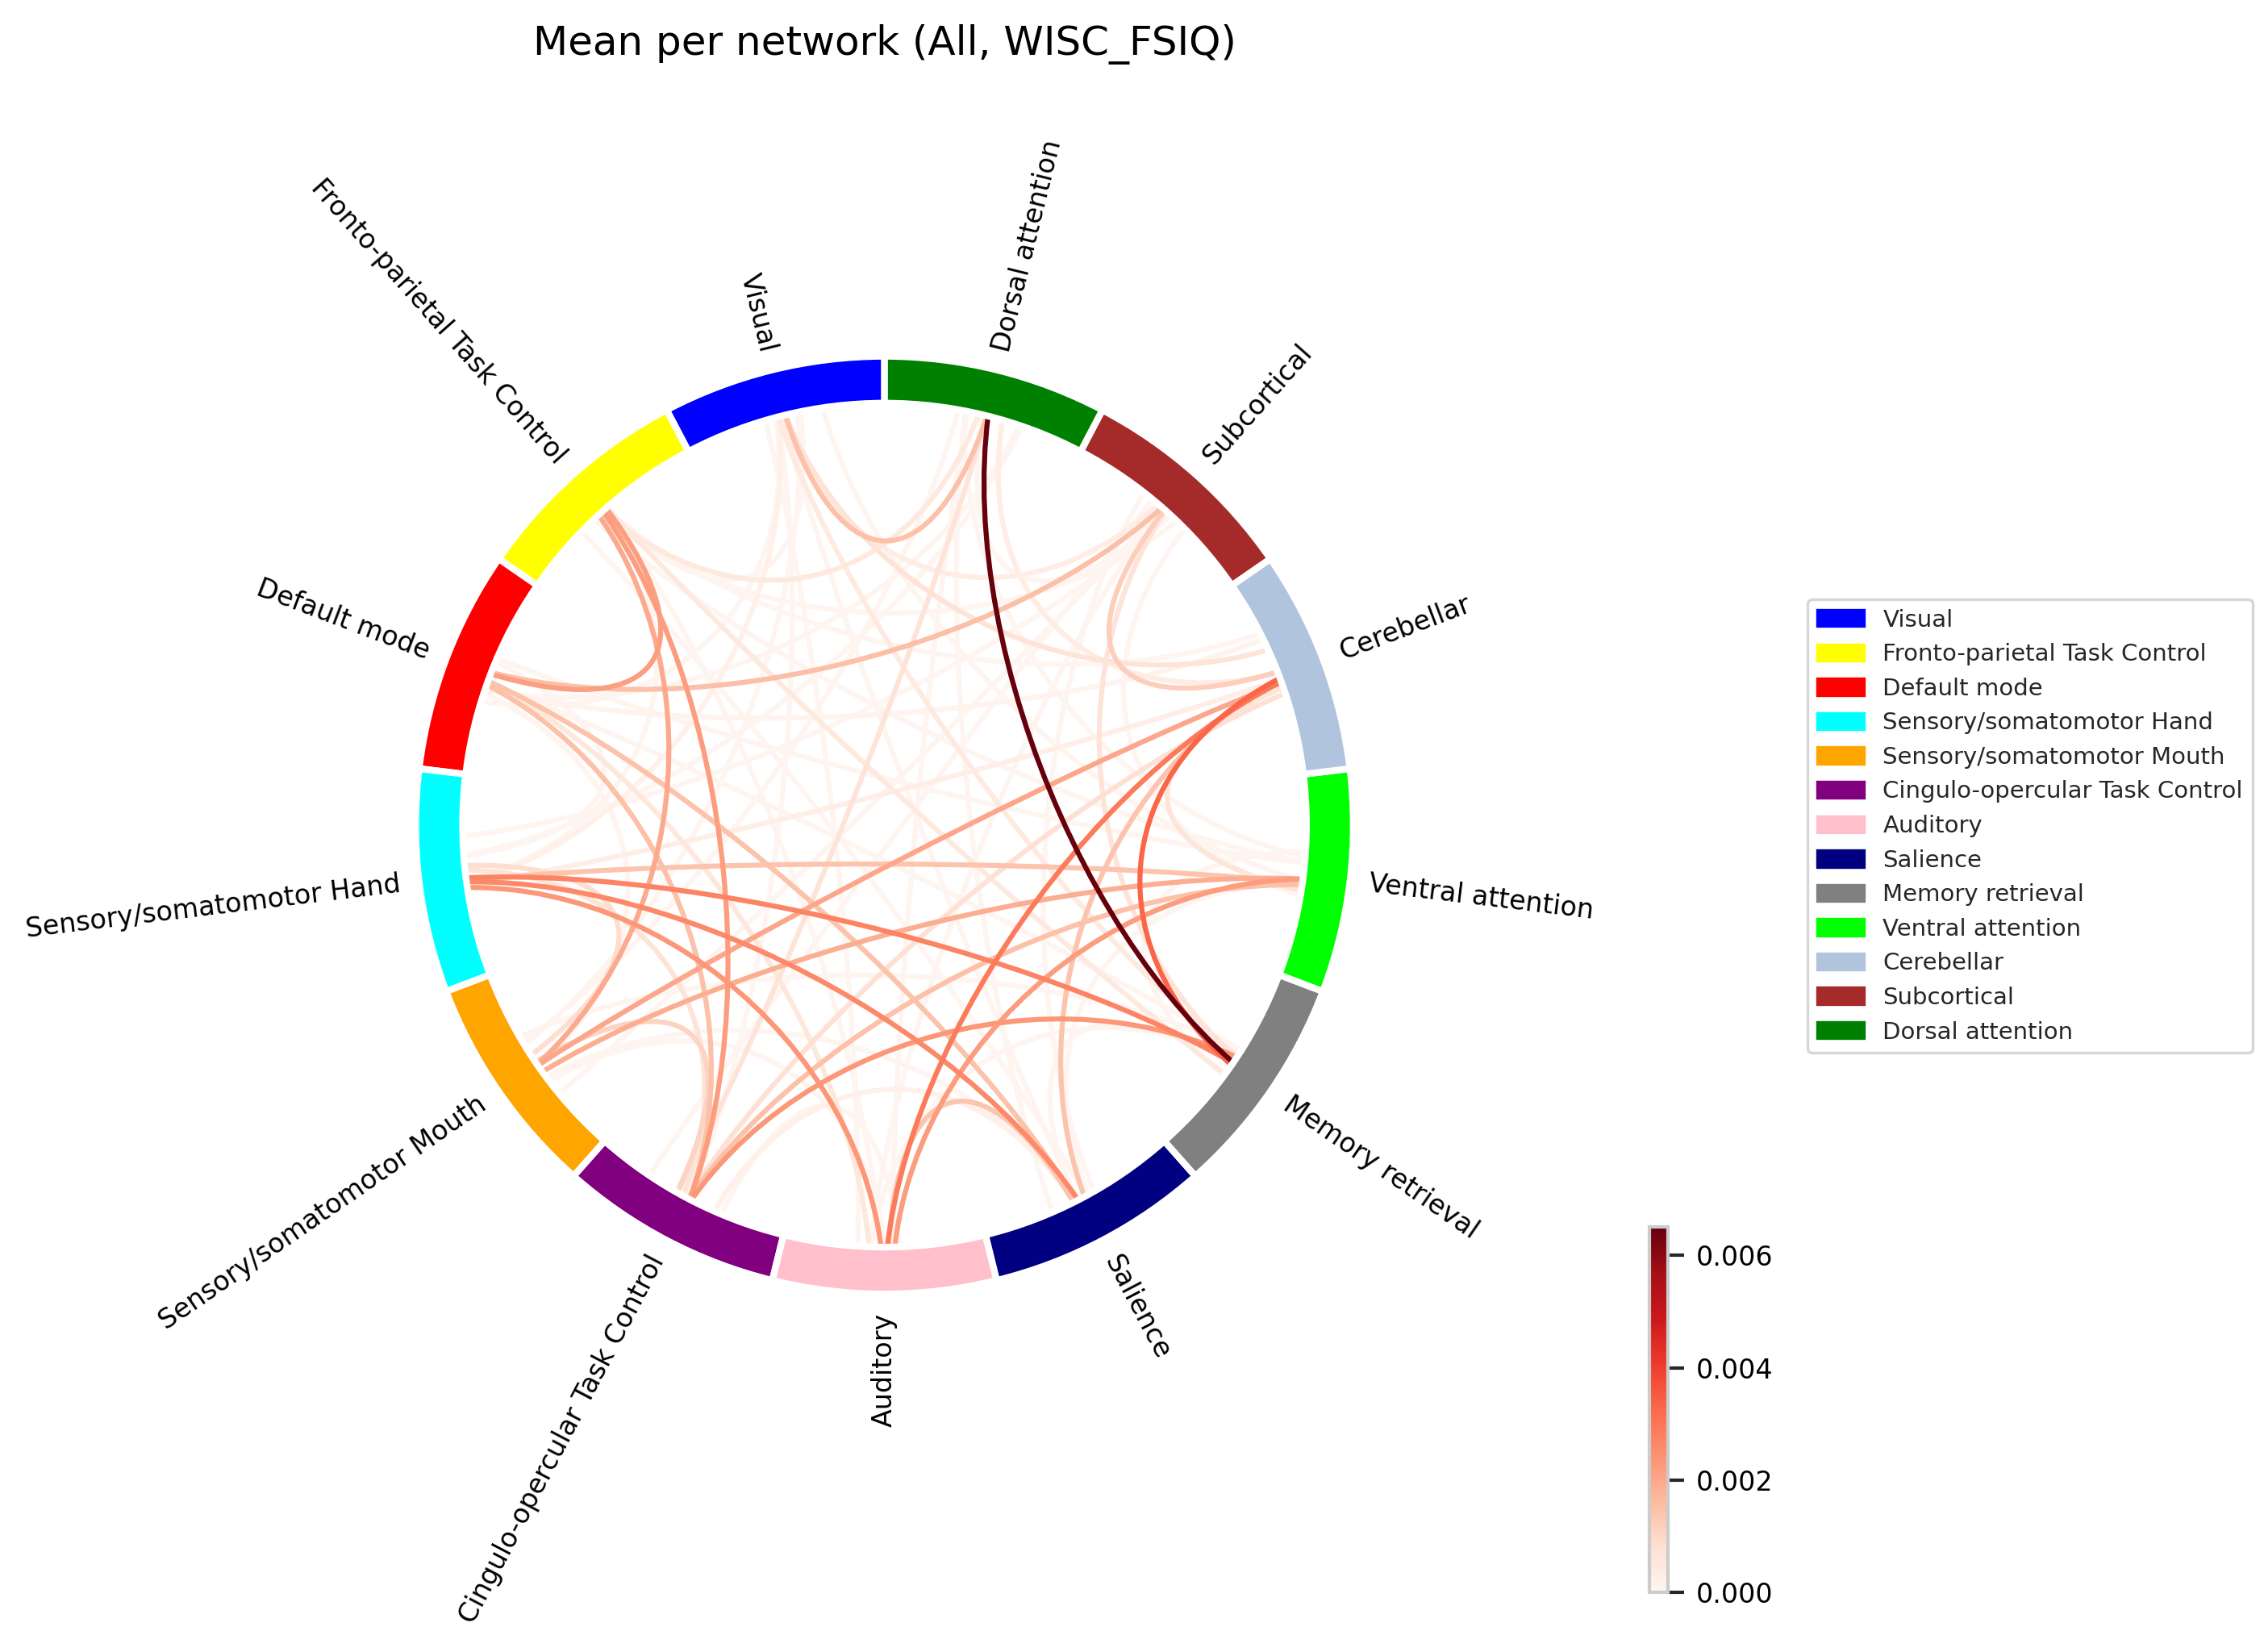 Mean per network (All, WISC_FSIQ)
Dorsal attention
Visual
Fronto-parietal Task Control
Subcortical
Default mode
Cerebellar
Sensory/somatomotor Hand
Ventral attention
Sensory/somatomotor Mouth
Memory retrieval
Cingulo-opercular Task Control
Auditory
Salience
Visual
Fronto-parietal Task Control
Default mode
Sensory/somatomotor Hand
Sensory/somatomotor Mouth
Cingulo-opercular Task Control
Auditory
Salience
Memory retrieval
Ventral attention
Cerebellar
Subcortical
Dorsal attention
0.006
0.004
0.002
0.000